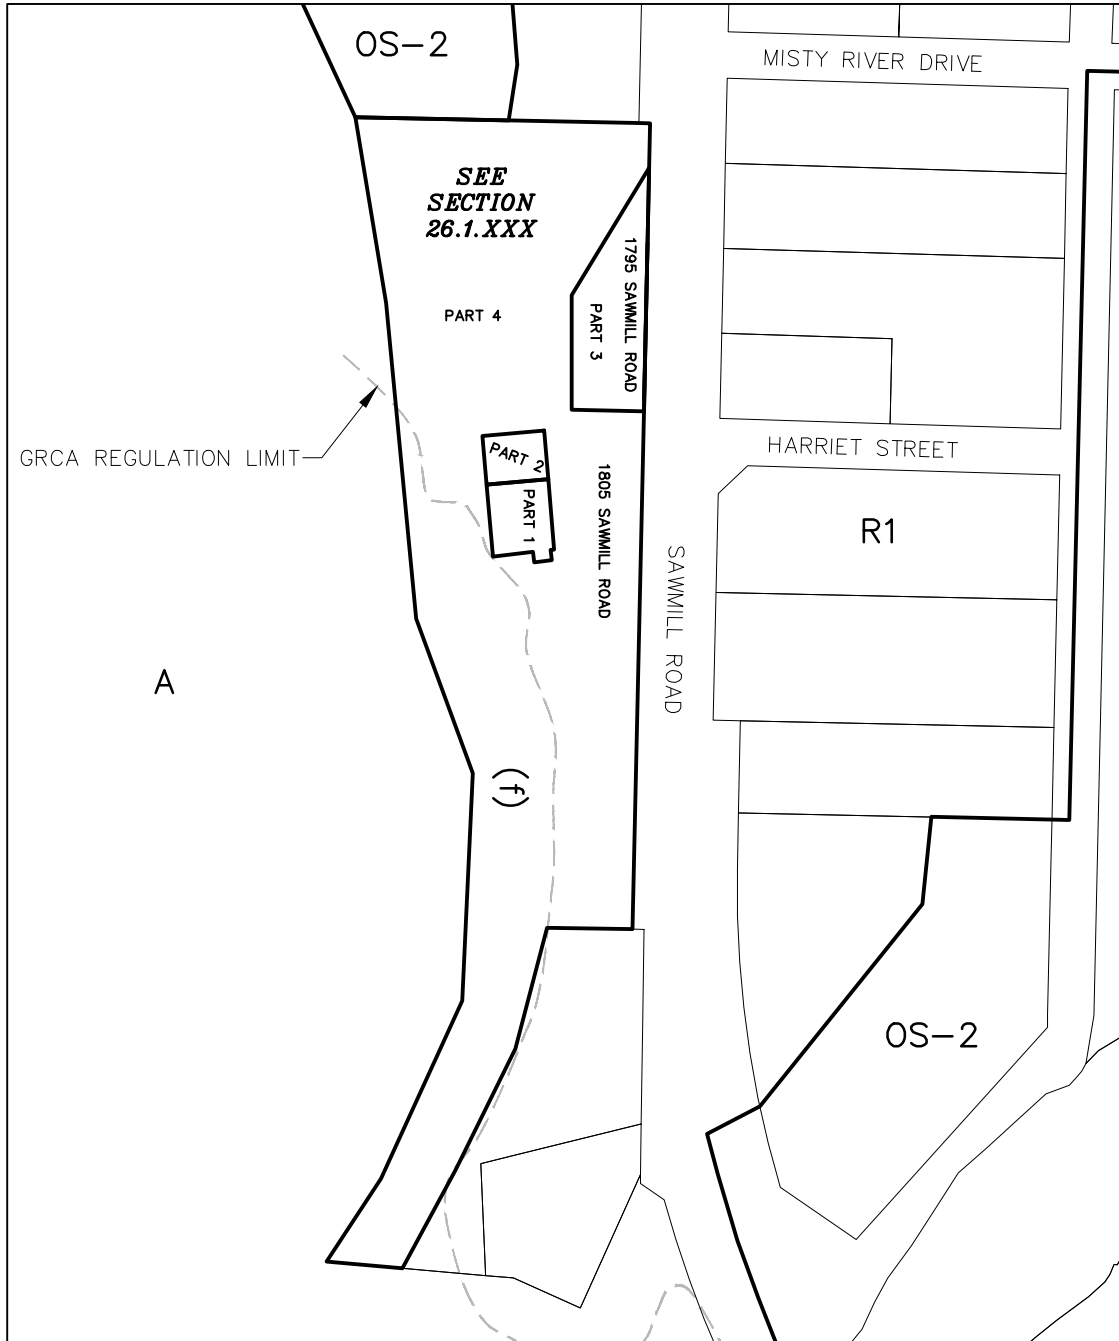 OS-2
MISTY RIVER DRIVE
SEE
SECTION
26.1.XXX
1795 SAWMILL ROAD
PART 3
PART 4
GRCA REGULATION LIMIT
PART 2
PART 1
1805 SAWMILL ROAD
HARRIET STREET
R1
SAWMILL ROAD
A
(f)
OS-2